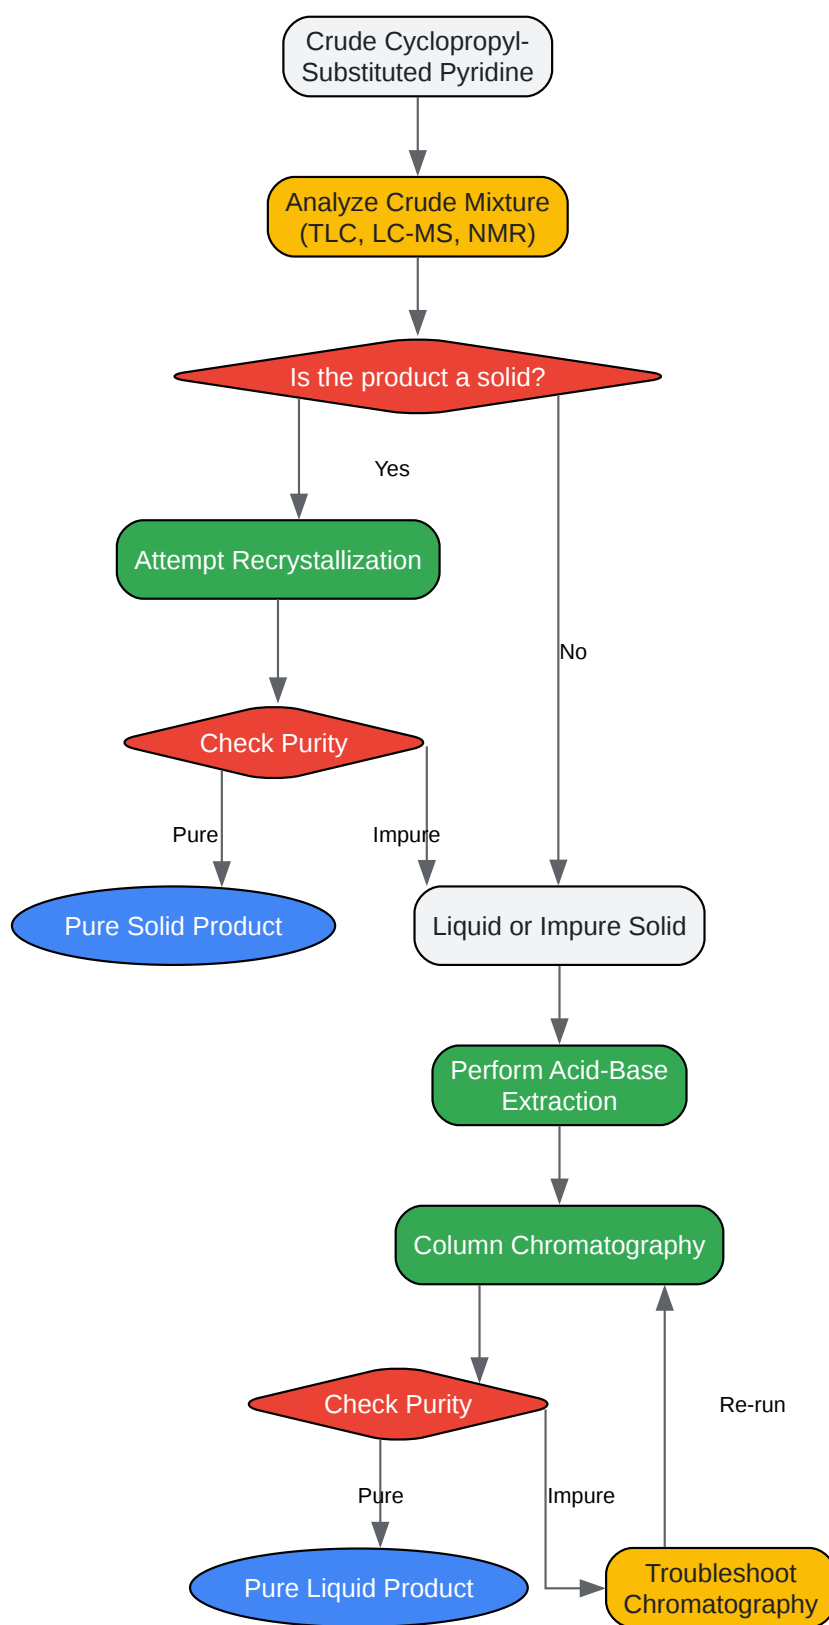 Crude Cyclopropyl-
Substituted Pyridine
Analyze Crude Mixture
(TLC, LC-MS, NMR)
Is the product a solid?
Yes
Attempt Recrystallization
No
Check Purity
Pure
Impure
Pure Solid Product
Liquid or Impure Solid
Perform Acid-Base
Extraction
Column Chromatography
Check Purity
Re-run
Pure
Impure
Pure Liquid Product
Troubleshoot
Chromatography